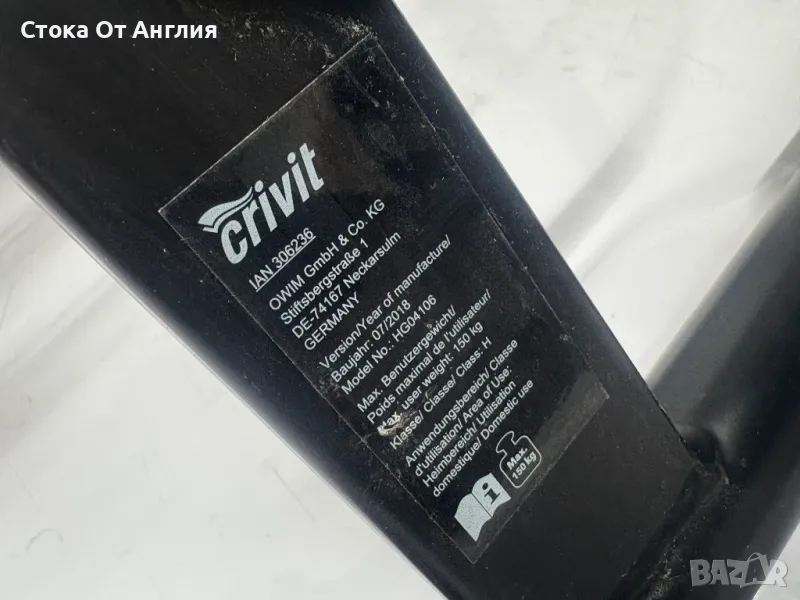 Стока От Англия
crivit
IAN 306236
OWIM GmbH & Co. KG
Stiftsbergstraße 1
DE-74167 Neckarsulm
GERMANY
Version/Year of manufacture/
Baujahr: 07/2018
Model No.: HG04106
Max. Benutzergewicht/
Poids maximal de l'utilisateur/
Max. user weight: 150 kg
Klasse/ Classe/ Class: H
Anwendungsbereich/ Classe
d'utilisation/ Area of Use:
Heimbereich/ Utilisation
domestique/ Domestic use
i
Max.
150 kg
BAZAR